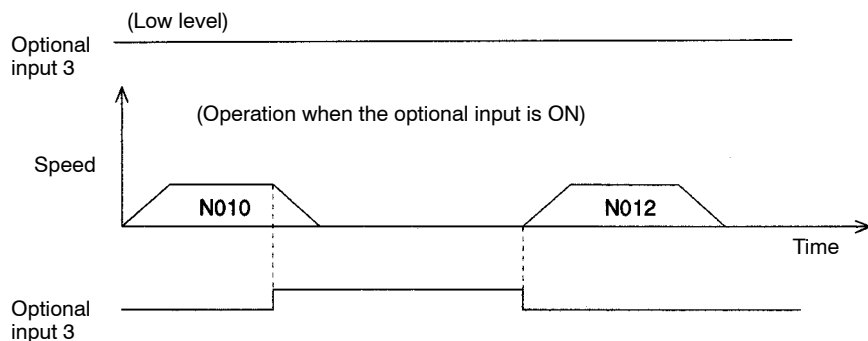 (Low level)
Optional
input 3
(Operation when the optional input is ON)
Speed
N010
N012
Time
Optional
input 3